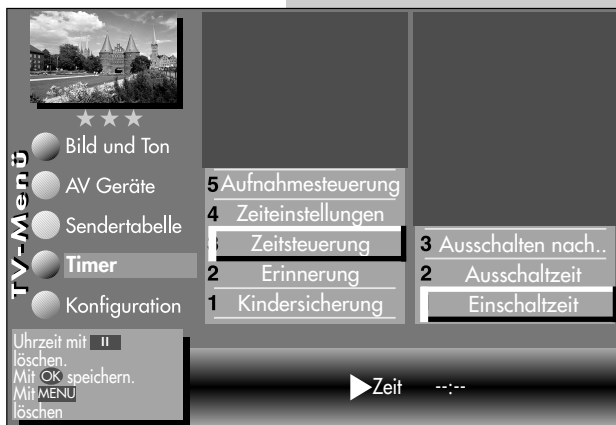 TV-Menü
Bild und Ton
AV Geräte
Sendertabelle
Timer
Konfiguration
5 Aufnahmesteuerung
4 Zeiteinstellungen
3 Zeitsteuerung
2 Erinnerung
1 Kindersicherung
3 Ausschalten nach..
2 Ausschaltzeit
Einschaltzeit
Uhrzeit mit II
löschen.
Mit OK speichern.
Mit MENU
löschen
Zeit --:--